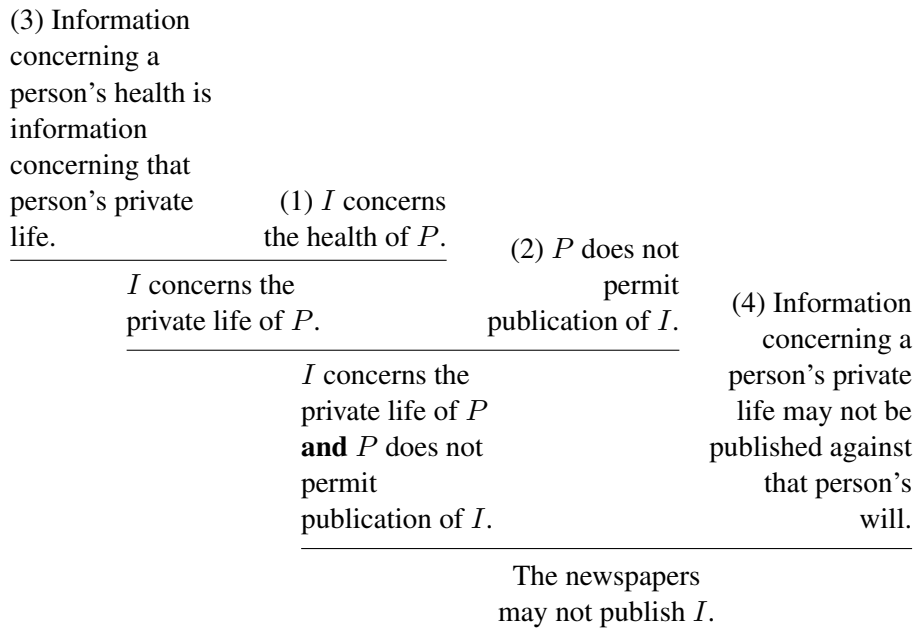 (3) Information
concerning a
person's health is
information
concerning that
person's private
life.
(1) I concerns
the health of P.
I concerns the
private life of P.
(2) P does not
permit
publication of I.
I concerns the
private life of P
and P does not
permit
publication of I.
(4) Information
concerning a
person's private
life may not be
published against
that person's
will.
The newspapers
may not publish I.